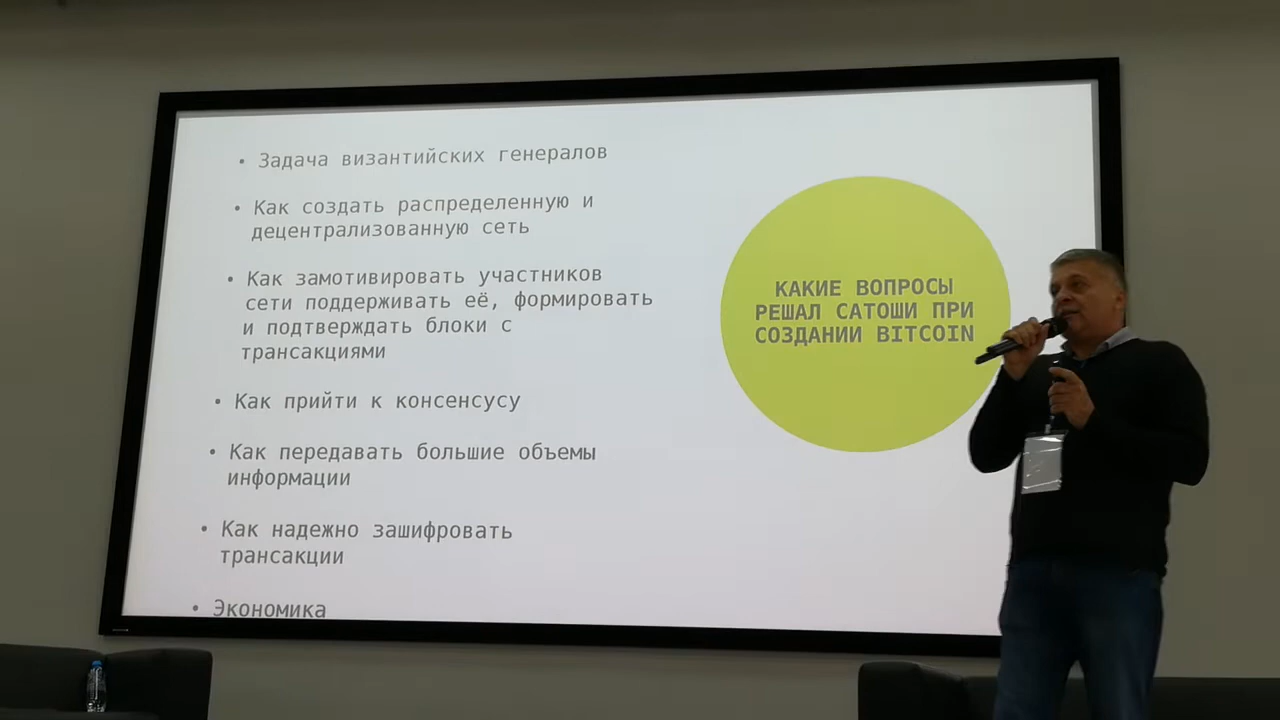 • Задача византийских генералов
• Как создать распределенную и
децентрализованную сеть
• Как замотивировать участников
сети поддерживать её, формировать
и подтверждать блоки с
трансакциями
• Как прийти к консенсусу
• Как передавать большие объемы
информации
• Как надежно зашифровать
трансакции
• Экономика
КАКИЕ ВОПРОСЫ
РЕШАЛ САТОШИ ПРИ
СОЗДАНИИ BITCOIN